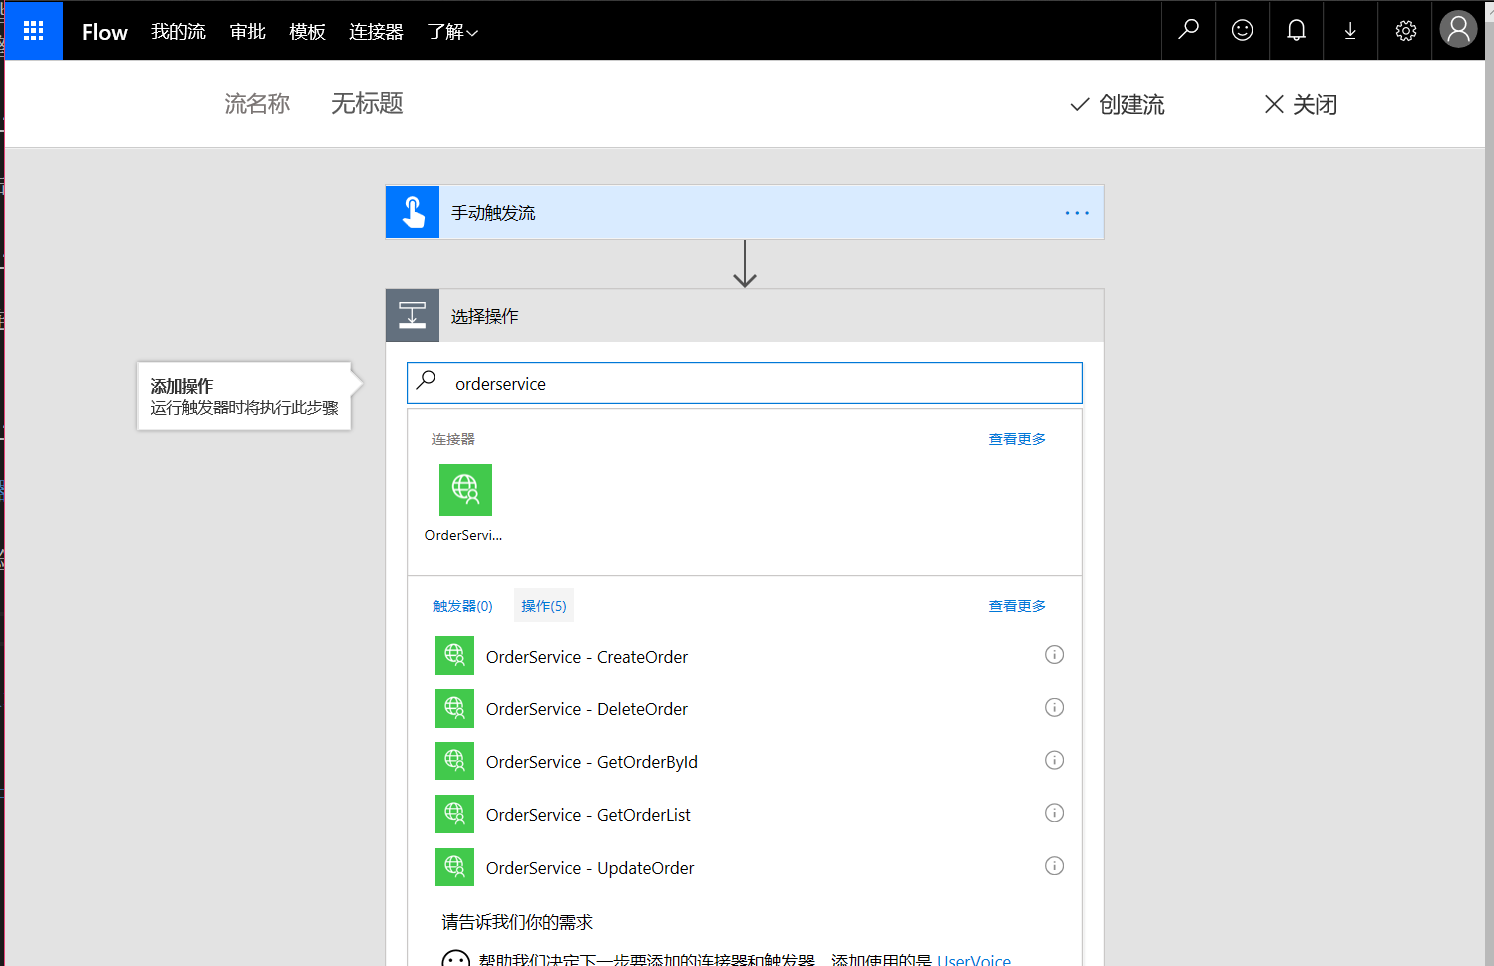 Flow 我的流 审批 模板 连接器 了解
流名称 无标题 创建流 关闭
手动触发流
选择操作
添加操作
运行触发器时将执行此步骤
orderservice
连接器 查看更多
OrderServi...
触发器(0) 操作(5) 查看更多
OrderService - CreateOrder
OrderService - DeleteOrder
OrderService - GetOrderById
OrderService - GetOrderList
OrderService - UpdateOrder
请告诉我们你的需求
帮助我们决定下一步要添加的连接器和触发器，添加使用的是 UserVoice